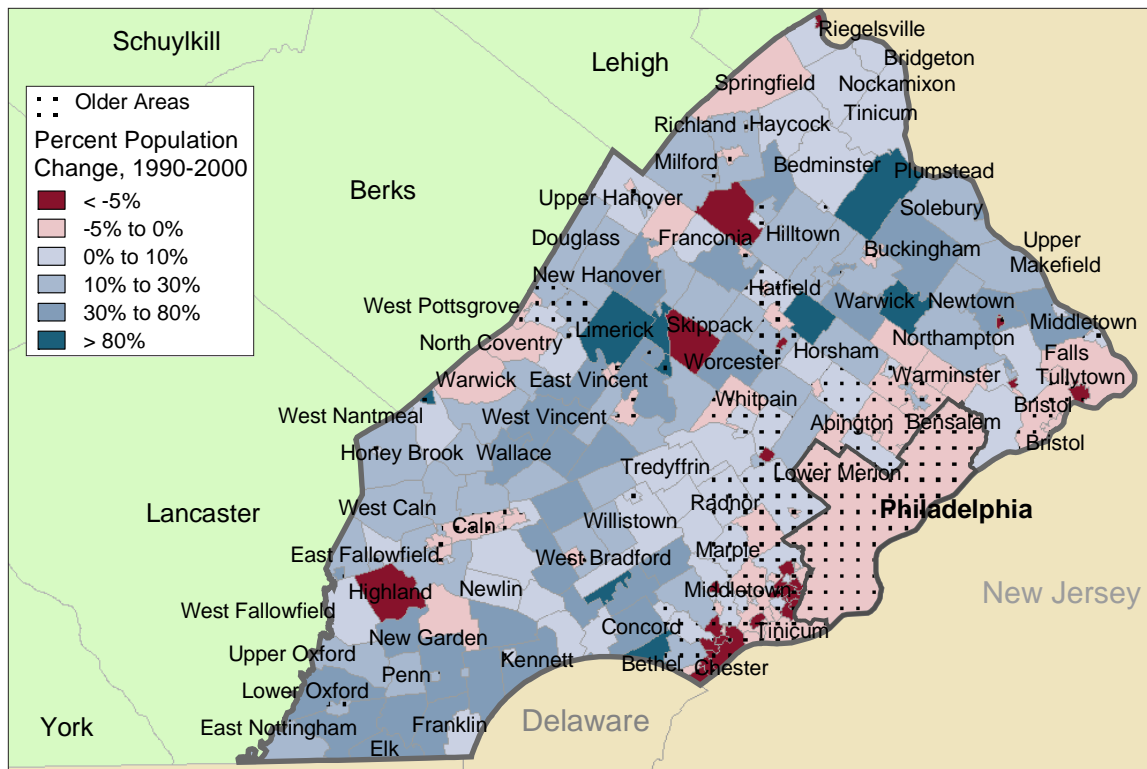 Schuylkill
Riegelsville
Lehigh
Bridgeton
Springfield
Nockamixon
Older Areas
Tinicum
Richland
Haycock
Percent Population
Change, 1990-2000
Milford
Bedminster
Plumstead
Berks
Upper Hanover
< -5%
Solebury
-5% to 0%
Douglass
Franconia
Hilltown
0% to 10%
Buckingham
Upper
Makefield
10% to 30%
New Hanover
Hatfield
30% to 80%
West Pottsgrove
Warwick
Newtown
> 80%
Limerick
Skippack
Middletown
North Coventry
Horsham
Northampton
Worcester
Falls
Warwick
East Vincent
Warminster
Tullytown
West Nantmeal
Whitpain
West Vincent
Abington
Bensalem
Bristol
Honey Brook
Wallace
Bristol
Tredyffrin
Lower Merion
West Caln
Radnor
Lancaster
Willistown
Philadelphia
Caln
East Fallowfield
West Bradford
Marple
Highland
Newlin
Middletown
New Jersey
West Fallowfield
New Garden
Concord
Tinicum
Upper Oxford
Kennett
Bethel
Chester
Penn
Lower Oxford
York
East Nottingham
Franklin
Delaware
Elk